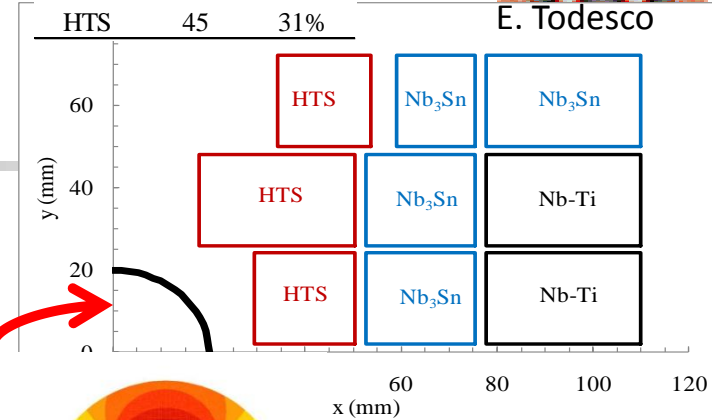 HTS 45 31%
E. Todesco
HTS Nb₃Sn Nb₃Sn
60
y (mm)
40
HTS Nb₃Sn Nb-Ti
20
HTS Nb₃Sn Nb-Ti
0
60 80 100 120
x (mm)